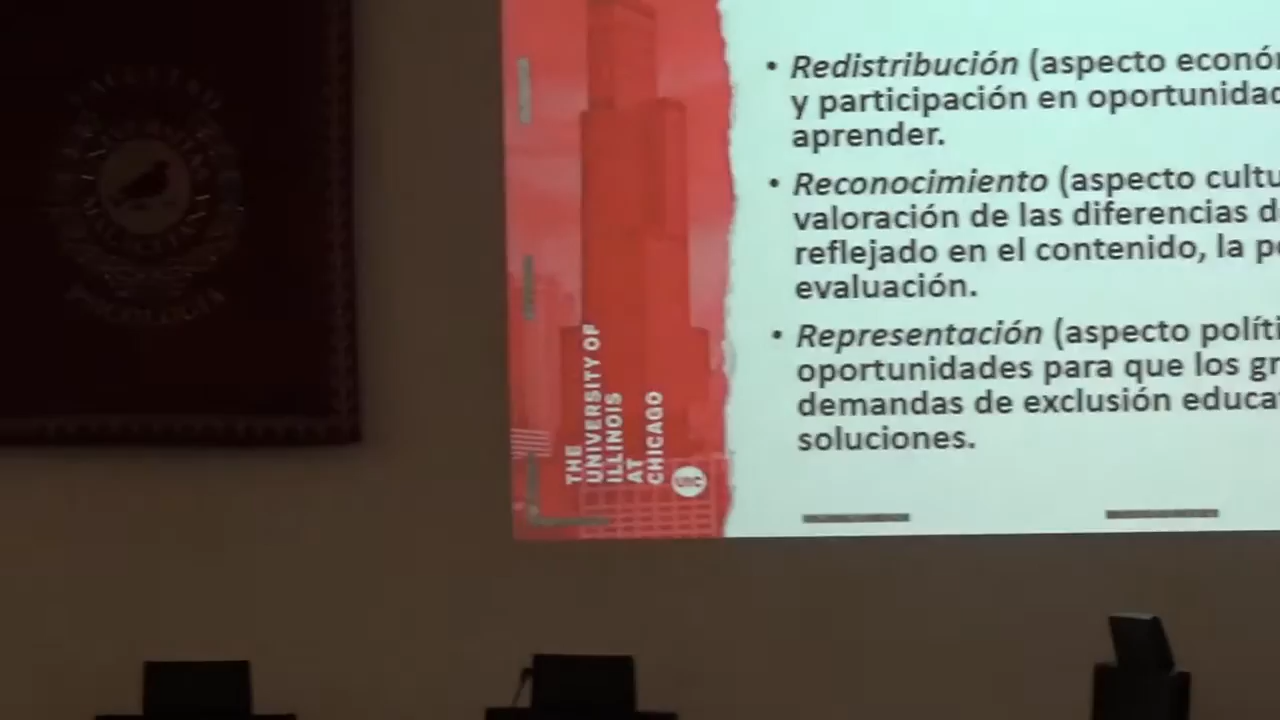 • Redistribución (aspecto econó
y participación en oportunidad
aprender.
• Reconocimiento (aspecto cultu
valoración de las diferencias d
reflejado en el contenido, la p
evaluación.
• Representación (aspecto políti
oportunidades para que los gr
demandas de exclusión educa
soluciones.
THE
UNIVERSITY OF
ILLINOIS
AT
CHICAGO
UIC